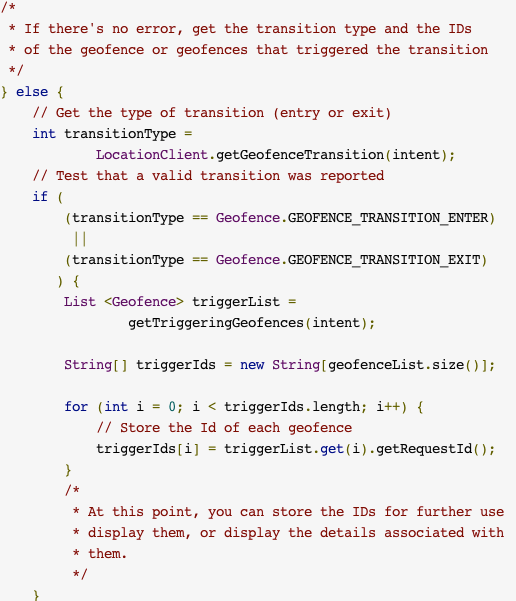 /*
 * If there's no error, get the transition type and the IDs
 * of the geofence or geofences that triggered the transition
 */
} else {
    // Get the type of transition (entry or exit)
    int transitionType =
            LocationClient.getGeofenceTransition(intent);
    // Test that a valid transition was reported
    if (
        (transitionType == Geofence.GEOFENCE_TRANSITION_ENTER)
         ||
        (transitionType == Geofence.GEOFENCE_TRANSITION_EXIT)
       ) {
        List <Geofence> triggerList =
                getTriggeringGeofences(intent);

        String[] triggerIds = new String[geofenceList.size()];

        for (int i = 0; i < triggerIds.length; i++) {
            // Store the Id of each geofence
            triggerIds[i] = triggerList.get(i).getRequestId();
        }
        /*
         * At this point, you can store the IDs for further use
         * display them, or display the details associated with
         * them.
         */
    }